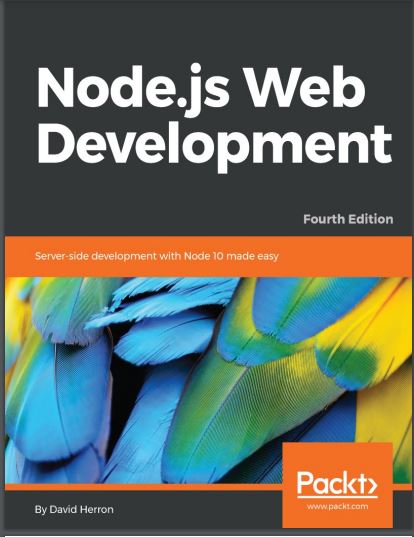 Node.js Web
Development
Fourth Edition
Server-side development with Node 10 made easy
Packt>
www.packt.com
By David Herron